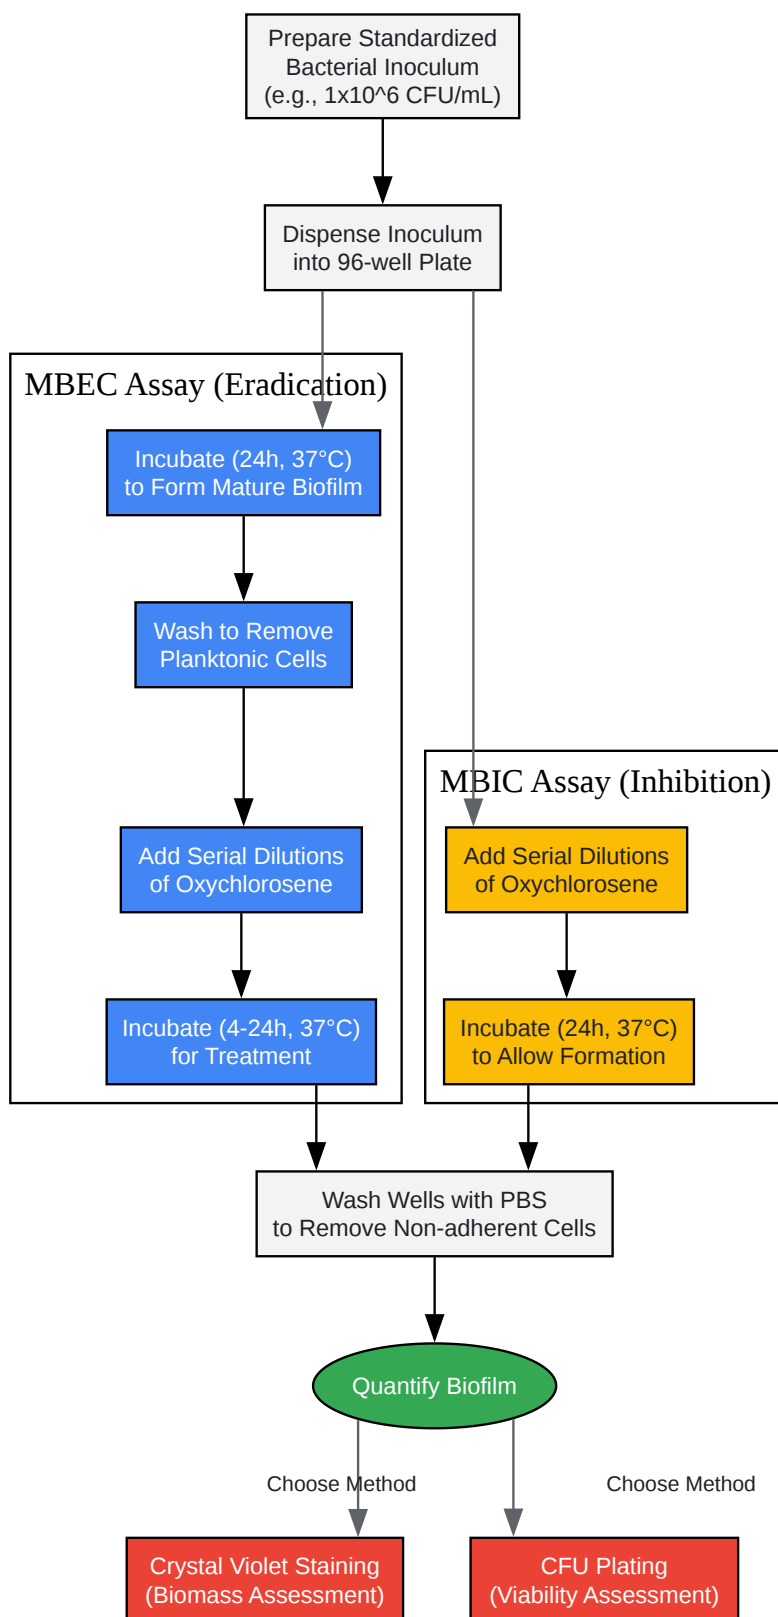 Prepare Standardized
Bacterial Inoculum
(e.g., 1x10^6 CFU/mL)
Dispense Inoculum
into 96-well Plate
MBEC Assay (Eradication)
Incubate (24h, 37°C)
to Form Mature Biofilm
Wash to Remove
Planktonic Cells
Add Serial Dilutions
of Oxychlorosene
Incubate (4-24h, 37°C)
for Treatment
MBIC Assay (Inhibition)
Add Serial Dilutions
of Oxychlorosene
Incubate (24h, 37°C)
to Allow Formation
Wash Wells with PBS
to Remove Non-adherent Cells
Quantify Biofilm
Choose Method
Choose Method
Crystal Violet Staining
(Biomass Assessment)
CFU Plating
(Viability Assessment)